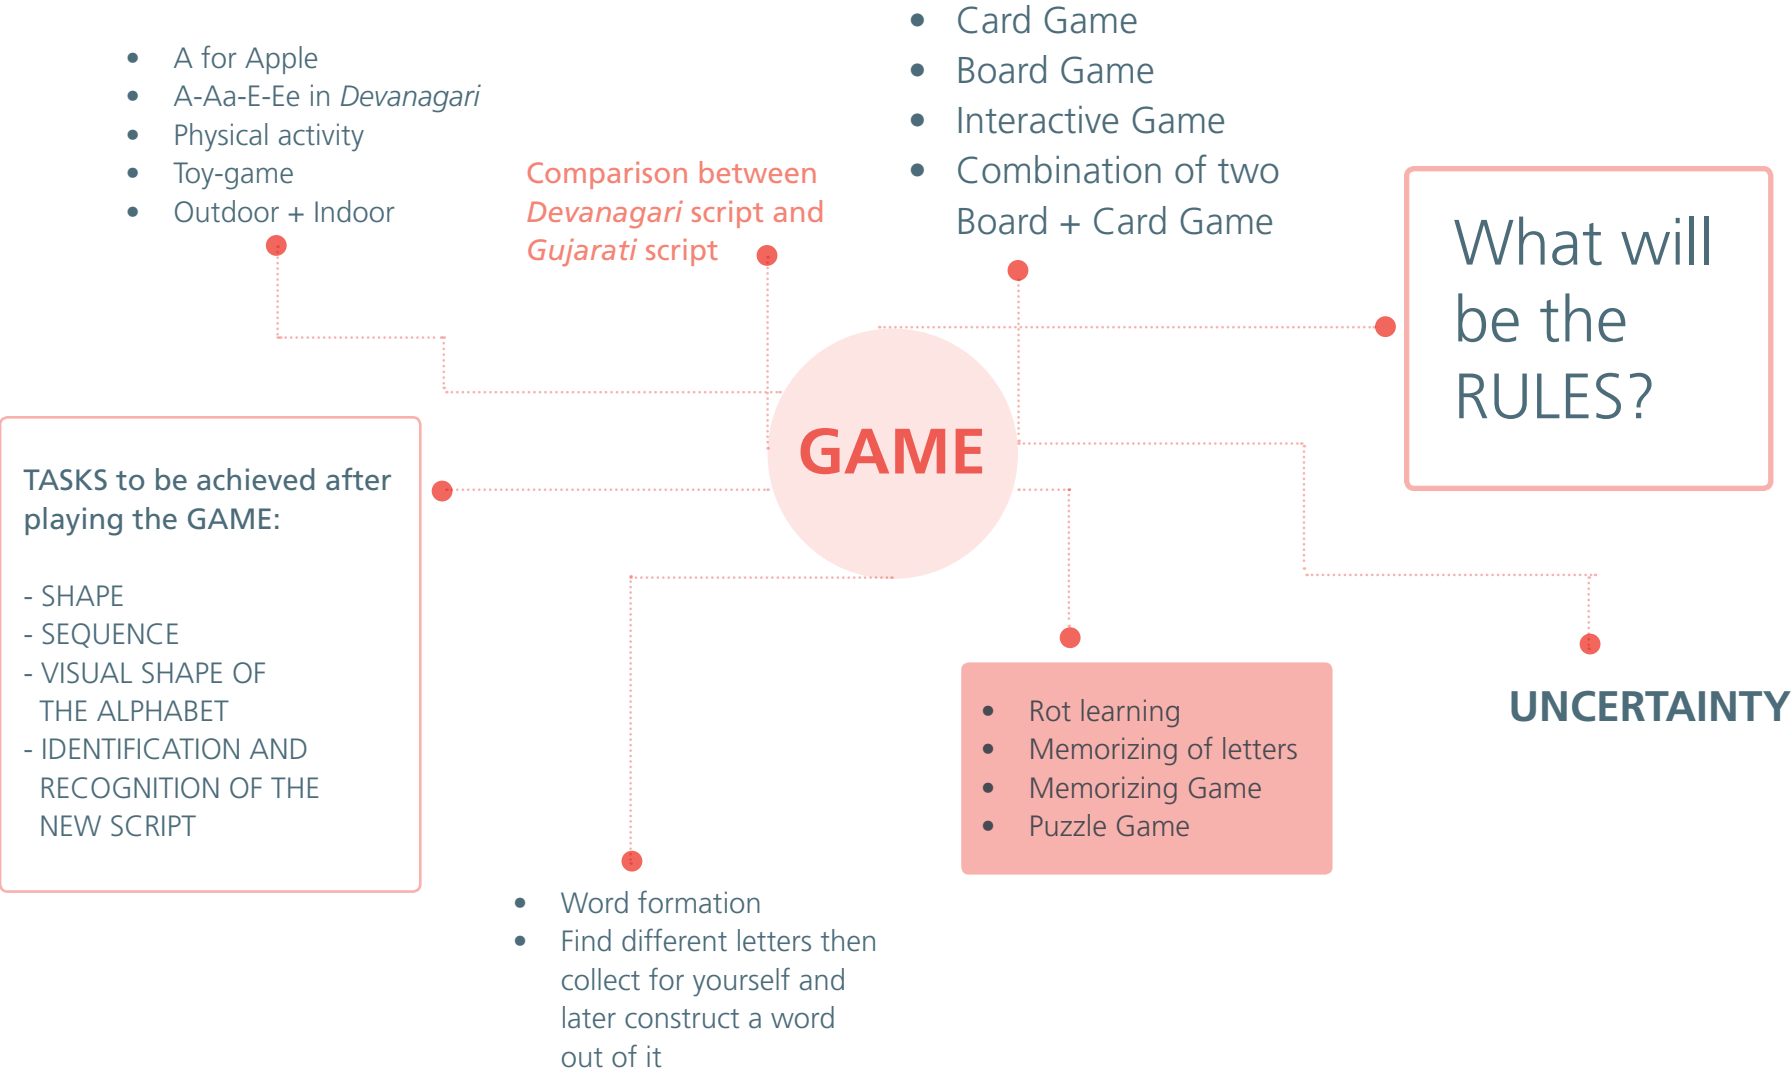 • A for Apple
• A-Aa-E-Ee in Devanagari
• Physical activity
• Toy-game
• Outdoor + Indoor
Comparison between
Devanagari script and
Gujarati script
• Card Game
• Board Game
• Interactive Game
• Combination of two
Board + Card Game
What will
be the
RULES?
GAME
TASKS to be achieved after
playing the GAME:
- SHAPE
- SEQUENCE
- VISUAL SHAPE OF
THE ALPHABET
- IDENTIFICATION AND
RECOGNITION OF THE
NEW SCRIPT
• Rot learning
• Memorizing of letters
• Memorizing Game
• Puzzle Game
UNCERTAINTY
• Word formation
• Find different letters then
collect for yourself and
later construct a word
out of it